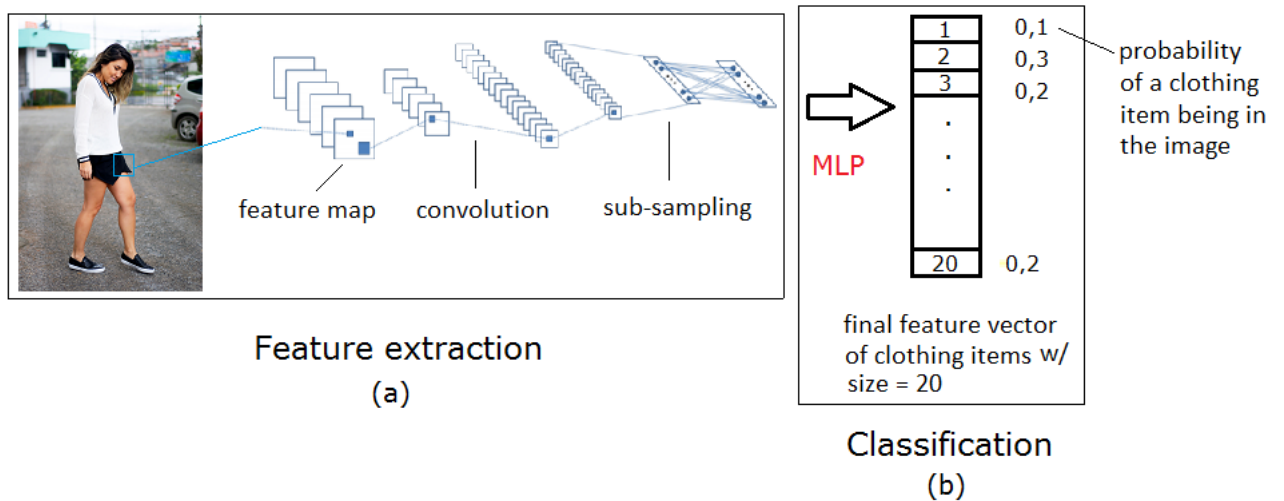 feature map
convolution
sub-sampling
Feature extraction
(a)
MLP
1 0,1
2 0,3
3 0,2
.
.
.
20 0,2
probability
of a clothing
item being in
the image
final feature vector
of clothing items w/
size = 20
Classification
(b)